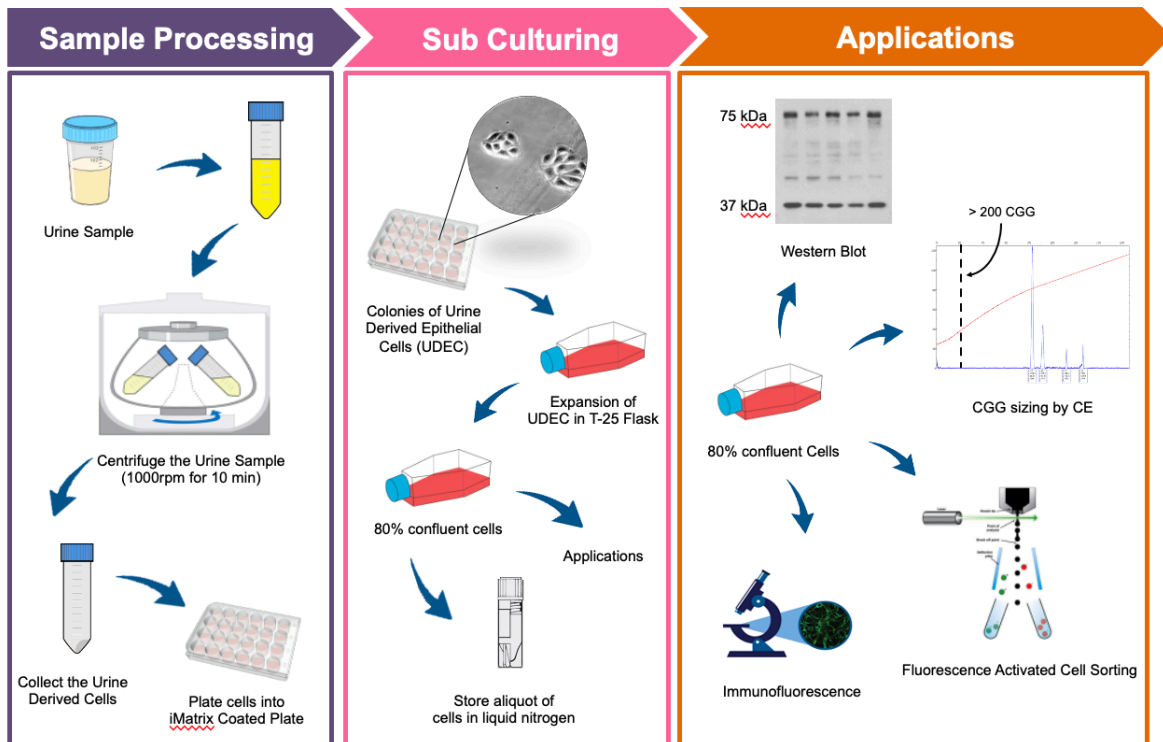 Sample Processing
Sub Culturing
Applications
Urine Sample
Centrifuge the Urine Sample
(1000rpm for 10 min)
Collect the Urine
Derived Cells
Plate cells into
iMatrix Coated Plate
Colonies of Urine
Derived Epithelial
Cells (UDEC)
Expansion of
UDEC in T-25 Flask
80% confluent cells
Applications
Store aliquot of
cells in liquid nitrogen
75 kDa
37 kDa
Western Blot
> 200 CGG
CGG sizing by CE
80% confluent Cells
Immunofluorescence
Fluorescence Activated Cell Sorting